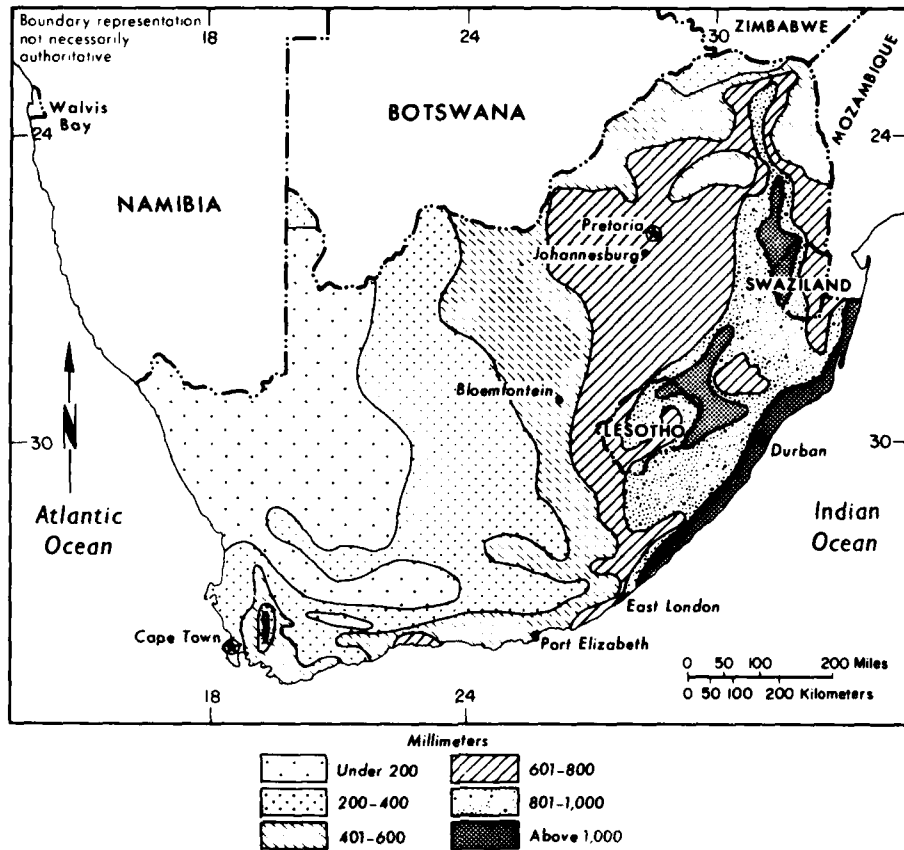 Boundary representation
not necessarily
authoritative
18
24
30
ZIMBABWE
Walvis
Bay
24
BOTSWANA
MOZAMBIQUE
24
NAMIBIA
Pretoria
Johannesburg
SWAZILAND
Bloemfontein
N
30
LESOTHO
30
Durban
Atlantic
Ocean
Indian
Ocean
East London
Cape Town
Port Elizabeth
0 50 100 200 Miles
0 50 100 200 Kilometers
18
24
Millimeters
Under 200
601-800
200-400
801-1,000
401-600
Above 1,000